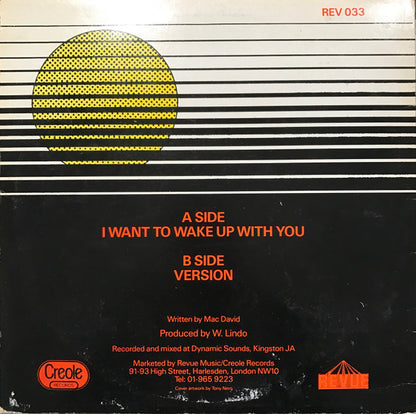 REV 033
A SIDE
I WANT TO WAKE UP WITH YOU
B SIDE
VERSION
Written by Mac David
Produced by W. Lindo
Recorded and mixed at Dynamic Sounds, Kingston JA
Marketed by Revue Music/Creole Records
91-93 High Street, Harlesden, London NW10
Tel: 01-965 9223
Cover artwork by Tony Nero
Creole
RECORDS
REVUE